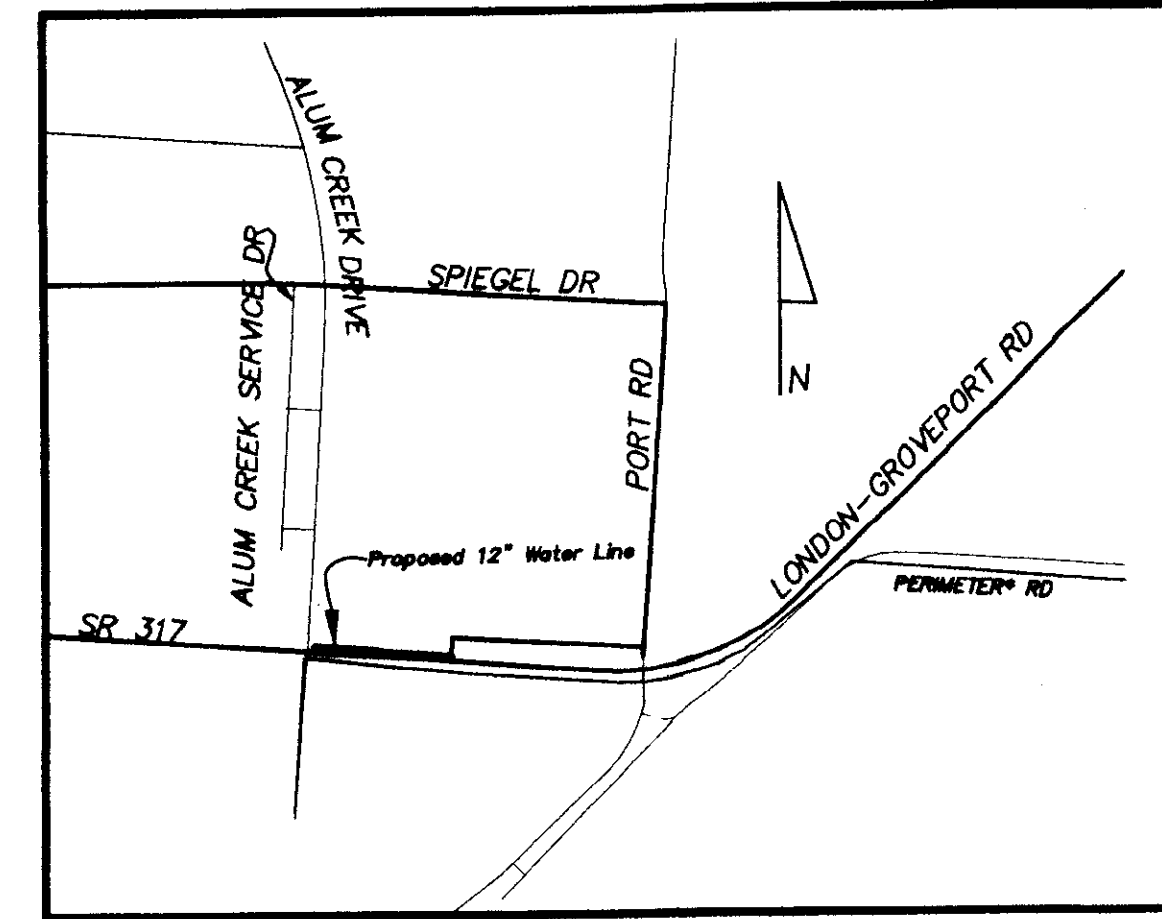 ALUM CREEK DRIVE
ALUM CREEK SERVICE DR
SPIEGEL DR
PORT RD
N
LONDON-GROVEPORT RD
Proposed 12" Water Line
PERIMETER RD
SR 317